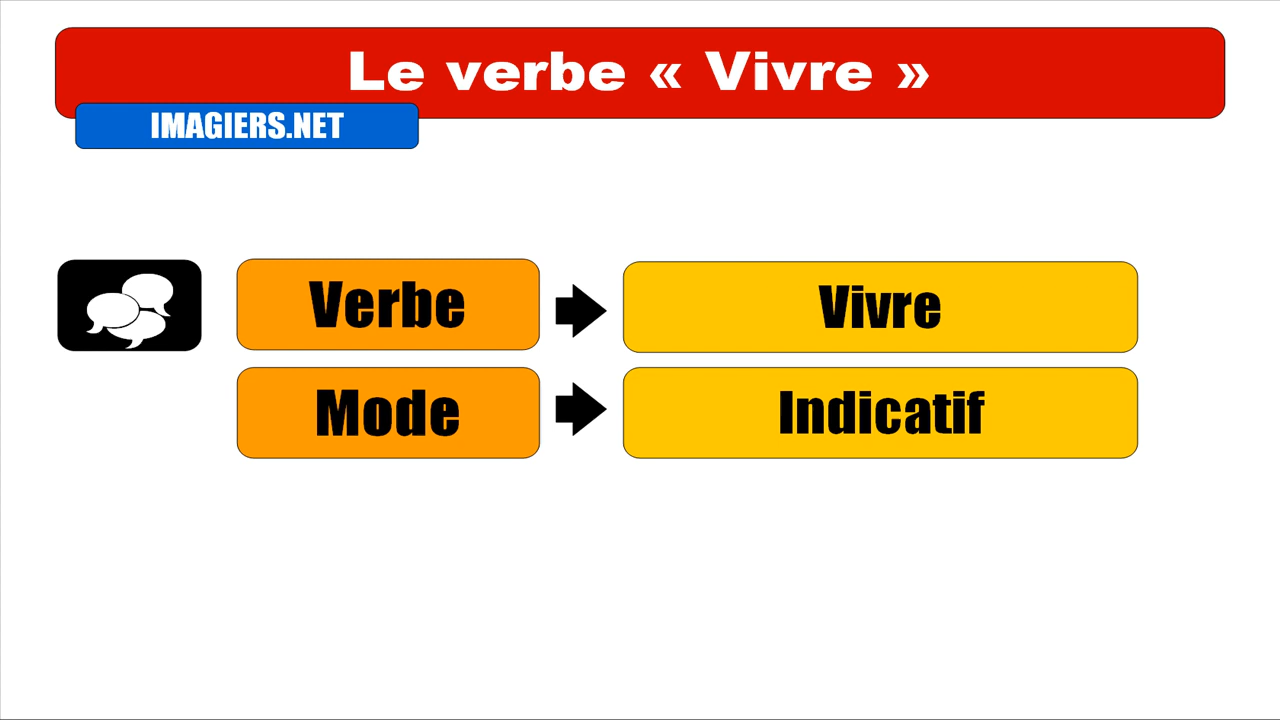 Le verbe « Vivre »
IMAGIERS.NET
Verbe Vivre
Mode Indicatif